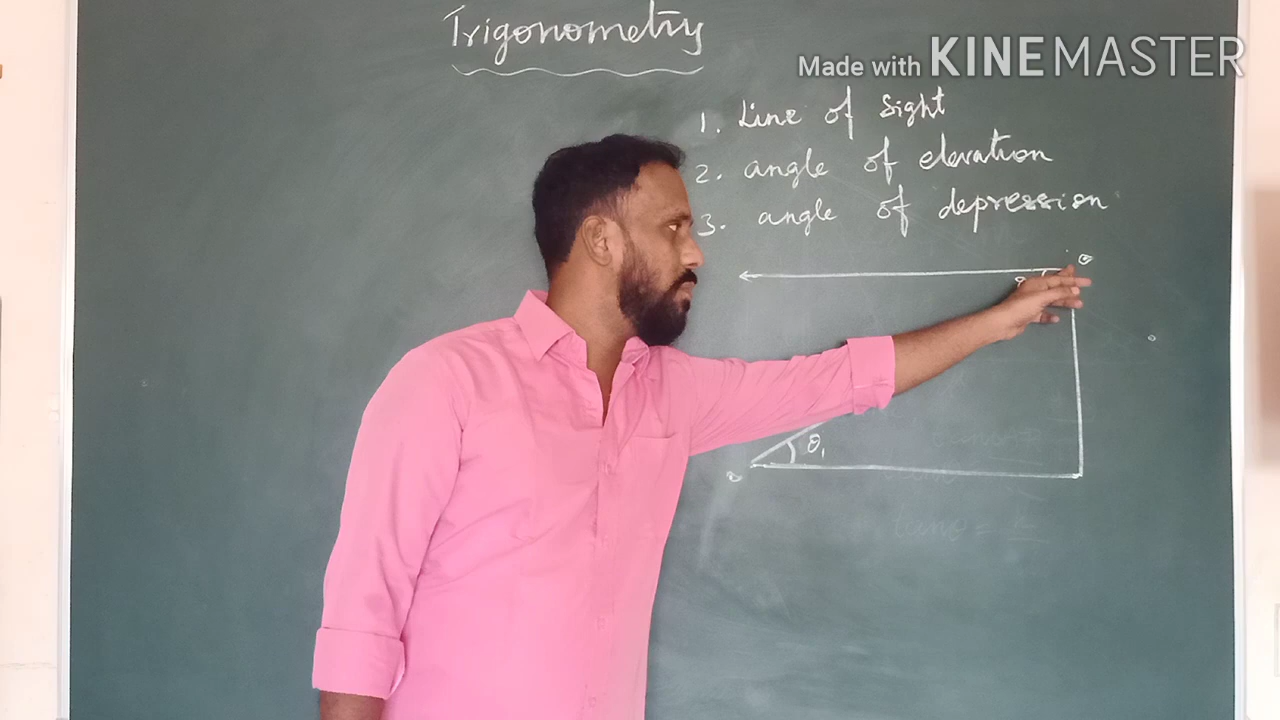 Trigonometry
Made with KINEMASTER
1. Line of Sight
2. angle of elevation
3. angle of depression
θ₁